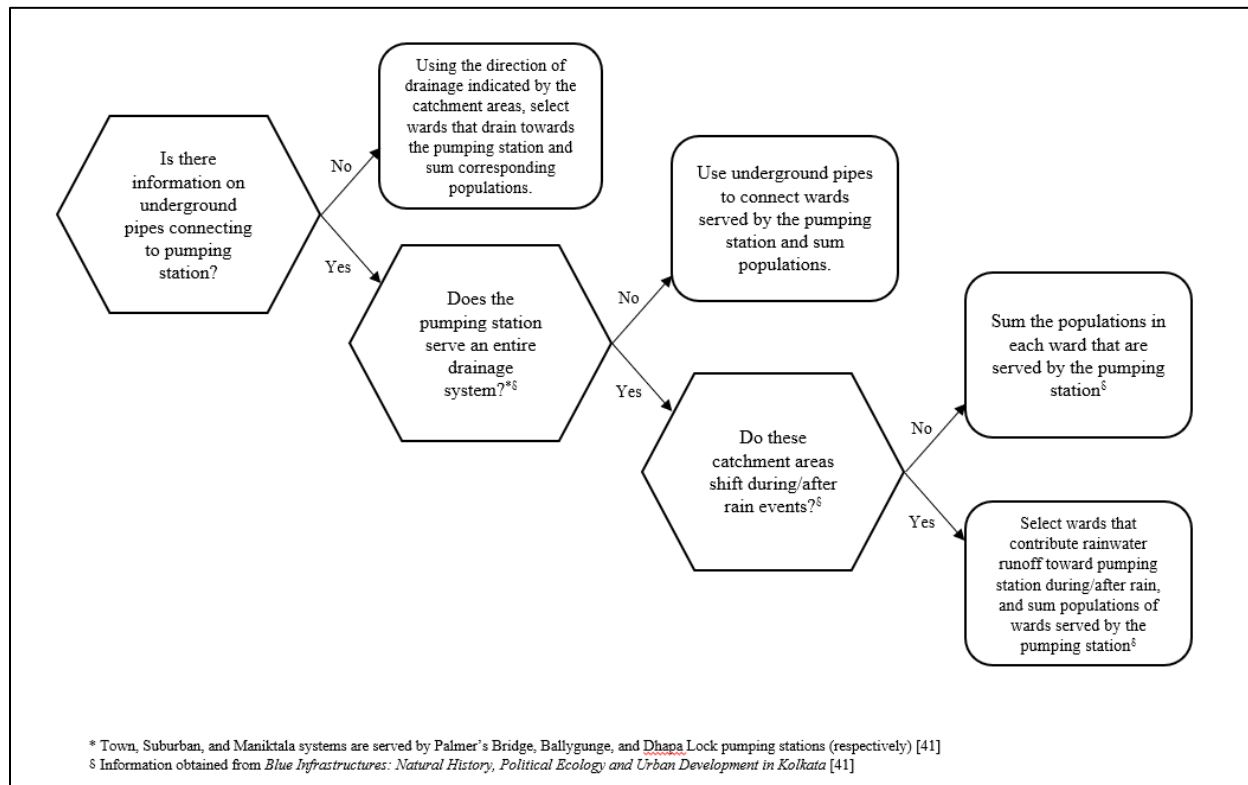 Is there
information on
underground
pipes connecting
to pumping
station?
No
Yes
Using the direction of
drainage indicated by the
catchment areas, select
wards that drain towards
the pumping station and
sum corresponding
populations.
Does the
pumping station
serve an entire
drainage
system?*§
No
Yes
Use underground pipes
to connect wards
served by the pumping
station and sum
populations.
Do these
catchment areas
shift during/after
rain events?§
No
Yes
Sum the populations in
each ward that are
served by the pumping
station§
Select wards that
contribute rainwater
runoff toward pumping
station during/after rain,
and sum populations of
wards served by the
pumping station§
* Town, Suburban, and Maniktala systems are served by Palmer's Bridge, Ballygunge, and Dhapa Lock pumping stations (respectively) [41]
§ Information obtained from Blue Infrastructures: Natural History, Political Ecology and Urban Development in Kolkata [41]